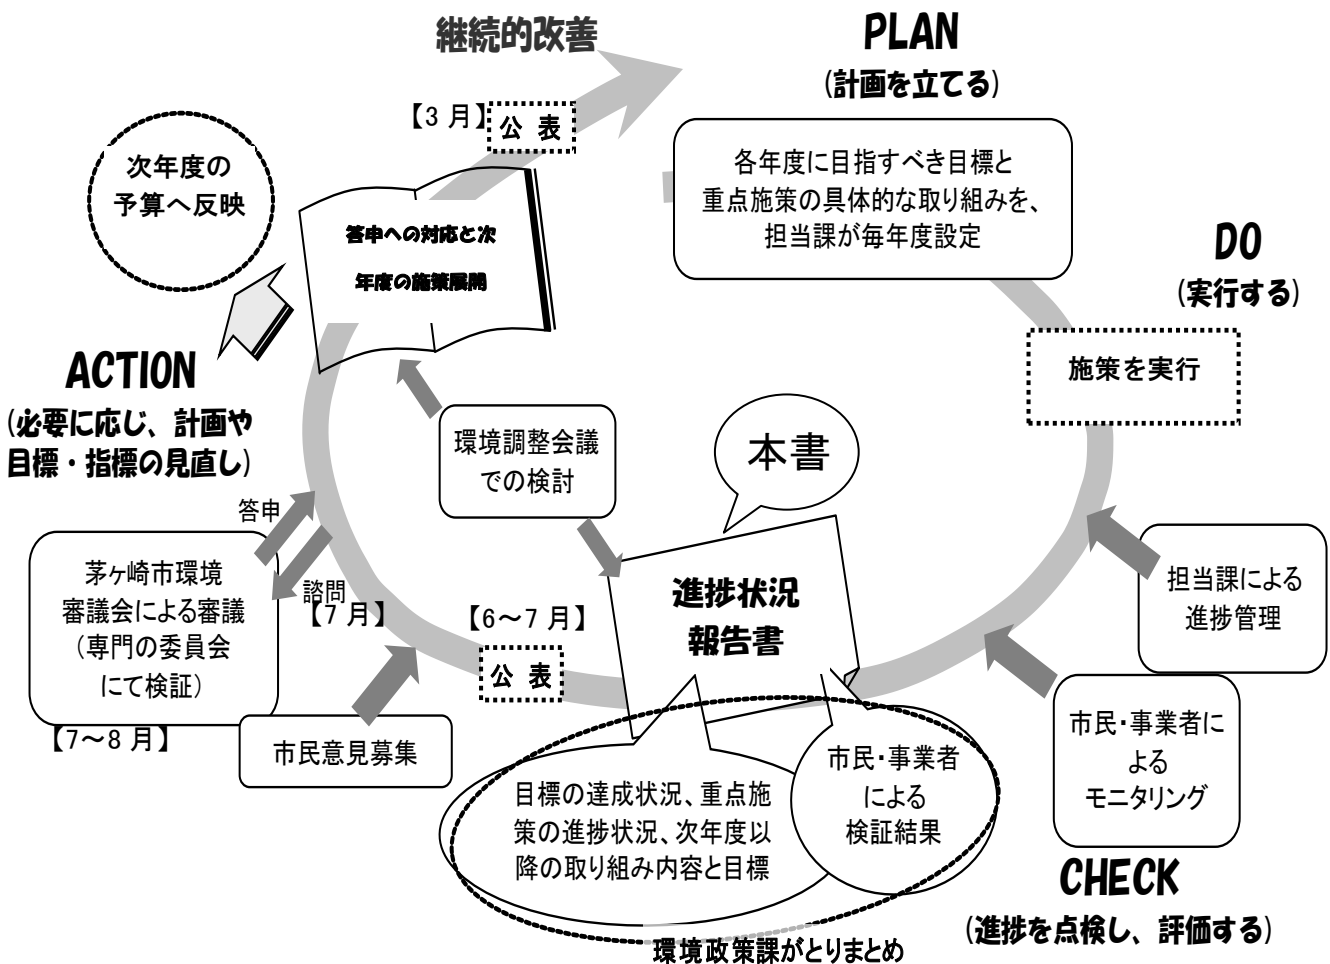 継続的改善
PLAN
(計画を立てる)
【3 月】
公 表
各年度に目指すべき目標と
重点施策の具体的な取り組みを、
担当課が毎年度設定
次年度の
予算へ反映
答申への対応と次
年度の施策展開
DO
(実行する)
施策を実行
ACTION
(必要に応じ、計画や
目標・指標の見直し)
環境調整会議
での検討
本書
答申
諮問
【7 月】
茅ヶ崎市環境
審議会による審議
(専門の委員会
にて検証)
【7～8 月】
市民意見募集
【6～7 月】
公 表
進捗状況
報告書
担当課による
進捗管理
市民・事業者に
よる
モニタリング
目標の達成状況、重点施
策の進捗状況、次年度以
降の取り組み内容と目標
市民・事業者
による
検証結果
CHECK
(進捗を点検し、評価する)
環境政策課がとりまとめ